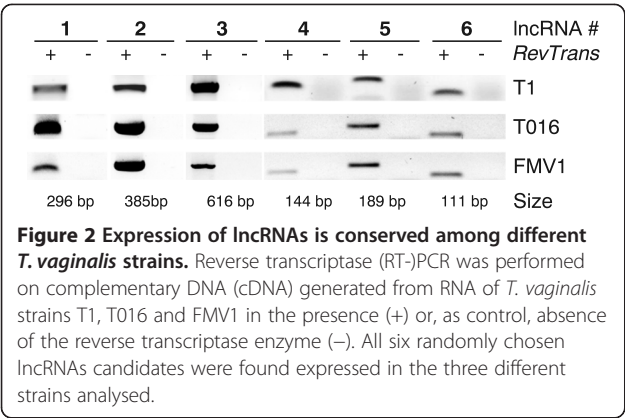 1 2 3 4 5 6 lncRNA #
+ - + - + - + - + - + - RevTrans
T1
T016
FMV1
296 bp 385bp 616 bp 144 bp 189 bp 111 bp Size
Figure 2 Expression of lncRNAs is conserved among different
T. vaginalis strains. Reverse transcriptase (RT-)PCR was performed
on complementary DNA (cDNA) generated from RNA of T. vaginalis
strains T1, T016 and FMV1 in the presence (+) or, as control, absence
of the reverse transcriptase enzyme (−). All six randomly chosen
lncRNAs candidates were found expressed in the three different
strains analysed.